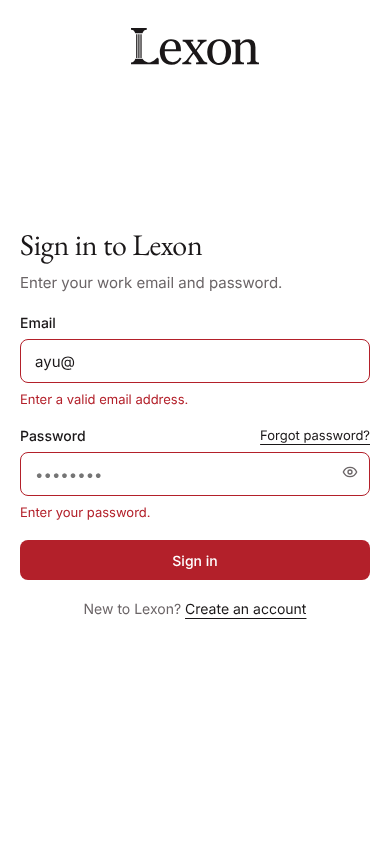 Lexon
Sign in to Lexon
Enter your work email and password.
Email
ayu@
Enter a valid email address.
Password Forgot password?
••••••••
Enter your password.
Sign in
New to Lexon? Create an account